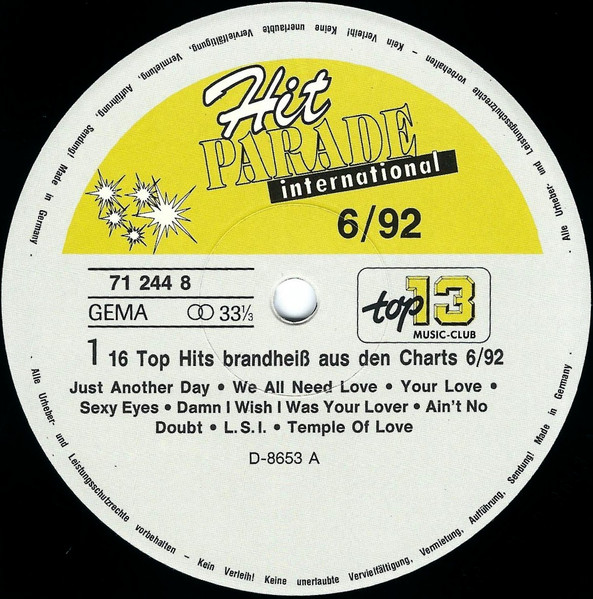 Hit
PARADE
international
6/92
71 244 8
GEMA 33⅓
top 13
MUSIC-CLUB
1 16 Top Hits brandheiß aus den Charts 6/92
Just Another Day • We All Need Love • Your Love •
Sexy Eyes • Damn I Wish I Was Your Lover • Ain't No
Doubt • L.S.I. • Temple Of Love
D-8653 A
Alle Urheber- und Leistungsschutzrechte vorbehalten - Kein Verleih! Keine unerlaubte Vervielfältigung, Vermietung, Aufführung, Sendung! Made in Germany ·
Alle Urheber- und Leistungsschutzrechte vorbehalten - Kein Verleih! Keine unerlaubte Vervielfältigung, Vermietung, Aufführung, Sendung! Made in Germany ·